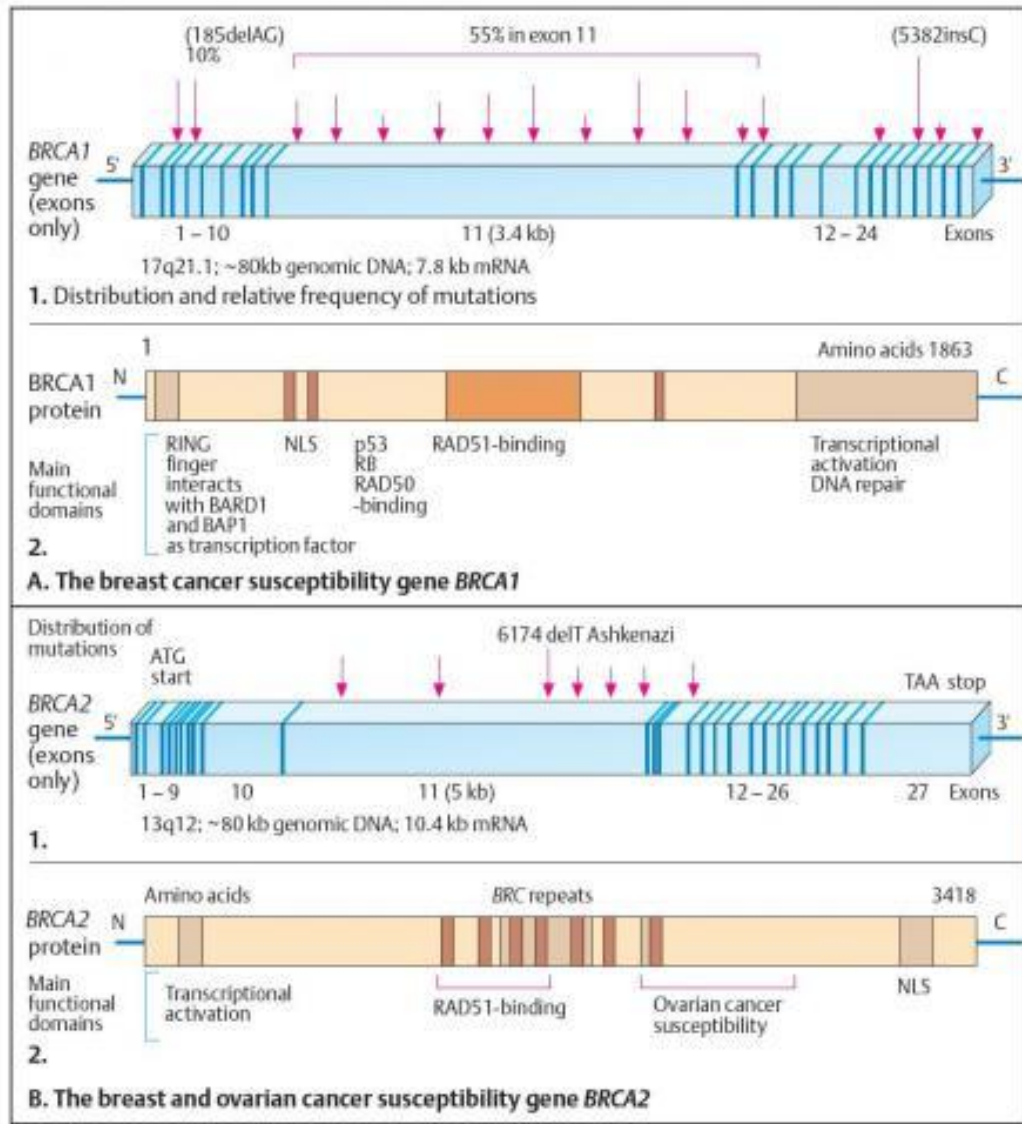 (185delAG)
10%
55% in exon 11
(5382insC)
BRCA1
gene
(exons
only)
5'
3'
1 – 10
11 (3.4 kb)
12 – 24
Exons
17q21.1; ~80kb genomic DNA; 7.8 kb mRNA
1. Distribution and relative frequency of mutations
1
Amino acids 1863
BRCA1
protein
N
C
Main
functional
domains
RING
finger
interacts
with BARD1
and BAP1
as transcription factor
NLS
p53
RB
RAD50
-binding
RAD51-binding
Transcriptional
activation
DNA repair
2.
A. The breast cancer susceptibility gene BRCA1
Distribution of
mutations
ATG
start
6174 delT Ashkenazi
TAA stop
BRCA2
gene
(exons
only)
5'
3'
1 – 9
10
11 (5 kb)
12 – 26
27
Exons
13q12; ~80 kb genomic DNA; 10.4 kb mRNA
1.
Amino acids
BRC repeats
3418
BRCA2
protein
N
C
Main
functional
domains
Transcriptional
activation
RAD51-binding
Ovarian cancer
susceptibility
NLS
2.
B. The breast and ovarian cancer susceptibility gene BRCA2